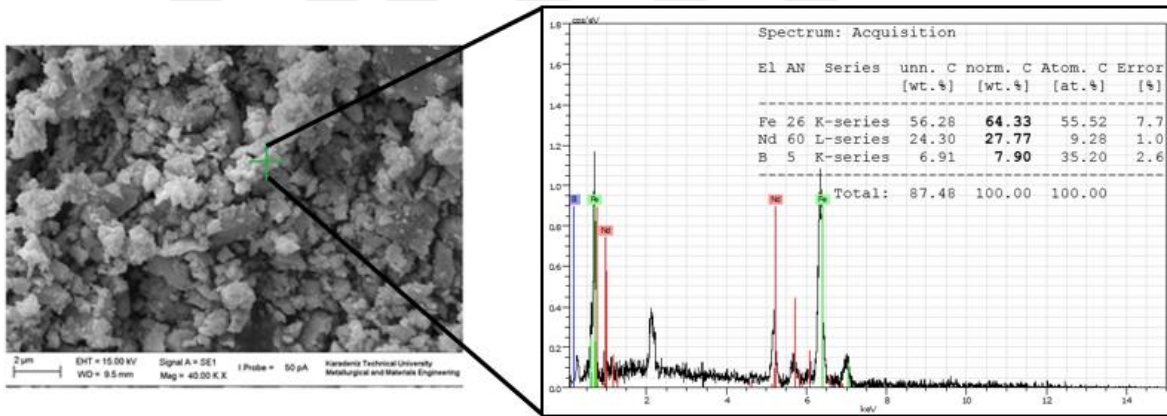 2 µm
EHT = 15.00 kV
Signal A = SE1
I Probe = 50 pA
Karadeniz Technical University
WD = 9.5 mm
Mag = 40.00 K X
Metallurgical and Materials Engineering
cps/eV
Spectrum: Acquisition
El AN Series unn. C norm. C Atom. C Error
[wt.%] [wt.%] [at.%] [%]
Fe 26 K-series 56.28 64.33 55.52 7.7
Nd 60 L-series 24.30 27.77 9.28 1.0
B 5 K-series 6.91 7.90 35.20 2.6
Total: 87.48 100.00 100.00
1.8
1.6
1.4
1.2
1.0
0.8
0.6
0.4
0.2
0.0
B
Fe
Nd
Nd
Fe
2 4 6 8 10 12 14
keV